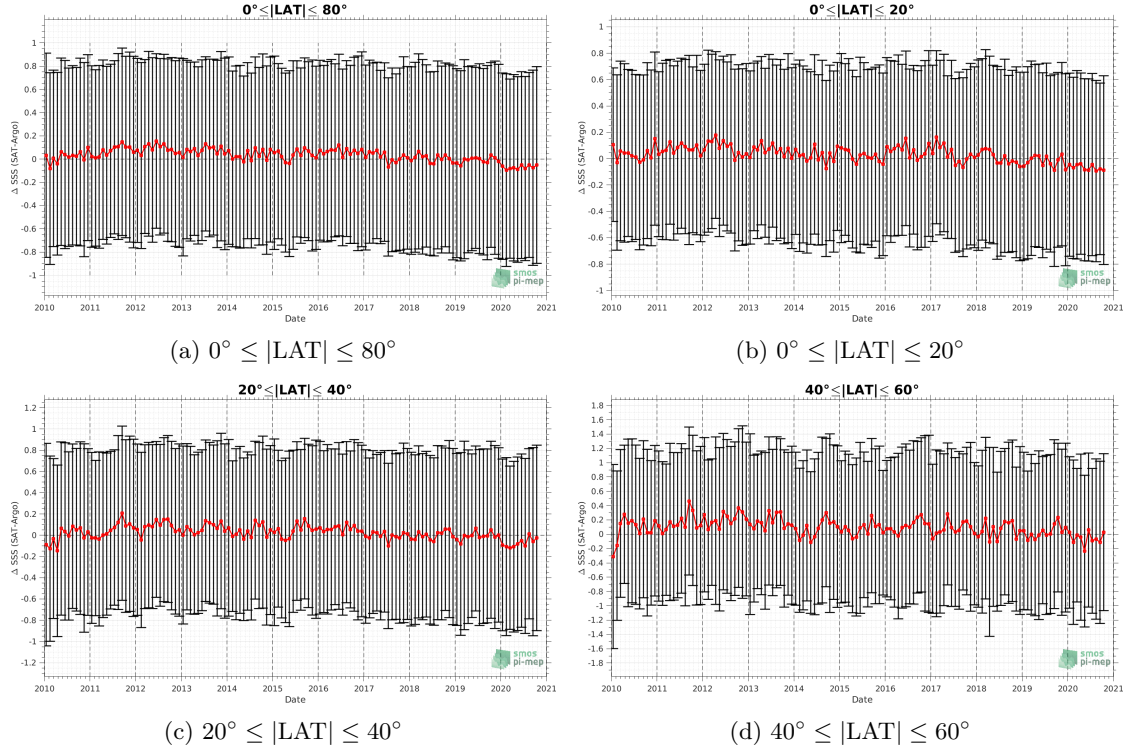 0°≤|LAT|≤ 80°
1
0.8
0.6
0.4
0.2
0
-0.2
-0.4
-0.6
-0.8
-1
Δ SSS (SAT-Argo)
smos
pi-mep
2010 2011 2012 2013 2014 2015 2016 2017 2018 2019 2020 2021
Date
(a) 0° ≤ |LAT| ≤ 80°
0°≤|LAT|≤ 20°
1
0.8
0.6
0.4
0.2
0
-0.2
-0.4
-0.6
-0.8
-1
Δ SSS (SAT-Argo)
smos
pi-mep
2010 2011 2012 2013 2014 2015 2016 2017 2018 2019 2020 2021
Date
(b) 0° ≤ |LAT| ≤ 20°
20°≤|LAT|≤ 40°
1.2
1
0.8
0.6
0.4
0.2
0
-0.2
-0.4
-0.6
-0.8
-1
-1.2
Δ SSS (SAT-Argo)
smos
pi-mep
2010 2011 2012 2013 2014 2015 2016 2017 2018 2019 2020 2021
Date
(c) 20° ≤ |LAT| ≤ 40°
40°≤|LAT|≤ 60°
1.8
1.6
1.4
1.2
1
0.8
0.6
0.4
0.2
0
-0.2
-0.4
-0.6
-0.8
-1
-1.2
-1.4
-1.6
-1.8
Δ SSS (SAT-Argo)
smos
pi-mep
2010 2011 2012 2013 2014 2015 2016 2017 2018 2019 2020 2021
Date
(d) 40° ≤ |LAT| ≤ 60°